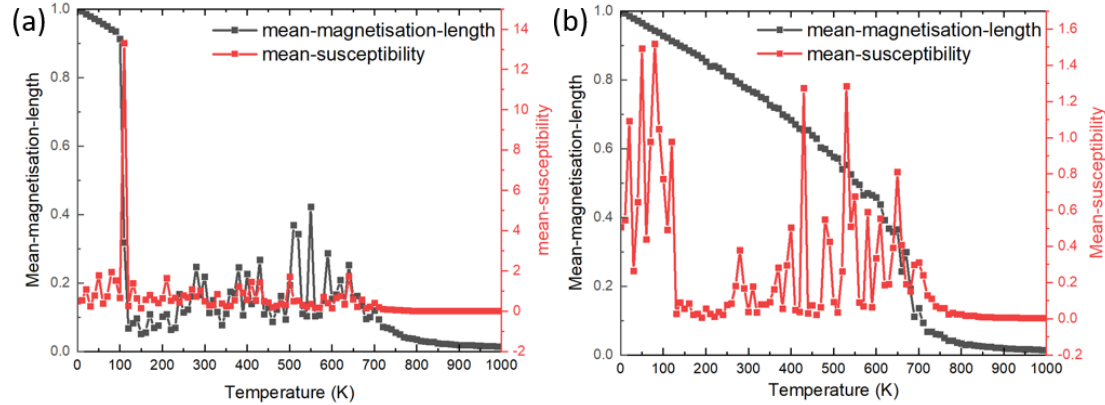 (a)
mean-magnetisation-length
mean-susceptibility
Mean-magnetisation-length
1.0
0.8
0.6
0.4
0.2
0.0
0 100 200 300 400 500 600 700 800 900 1000
Temperature (K)
14
12
10
8
6
4
2
0
-2
mean-susceptibility
(b)
mean-magnetisation-length
mean-susceptibility
Mean-magnetisation-length
1.0
0.8
0.6
0.4
0.2
0.0
0 100 200 300 400 500 600 700 800 900 1000
Temperature (K)
1.6
1.4
1.2
1.0
0.8
0.6
0.4
0.2
0.0
-0.2
Mean-susceptibility